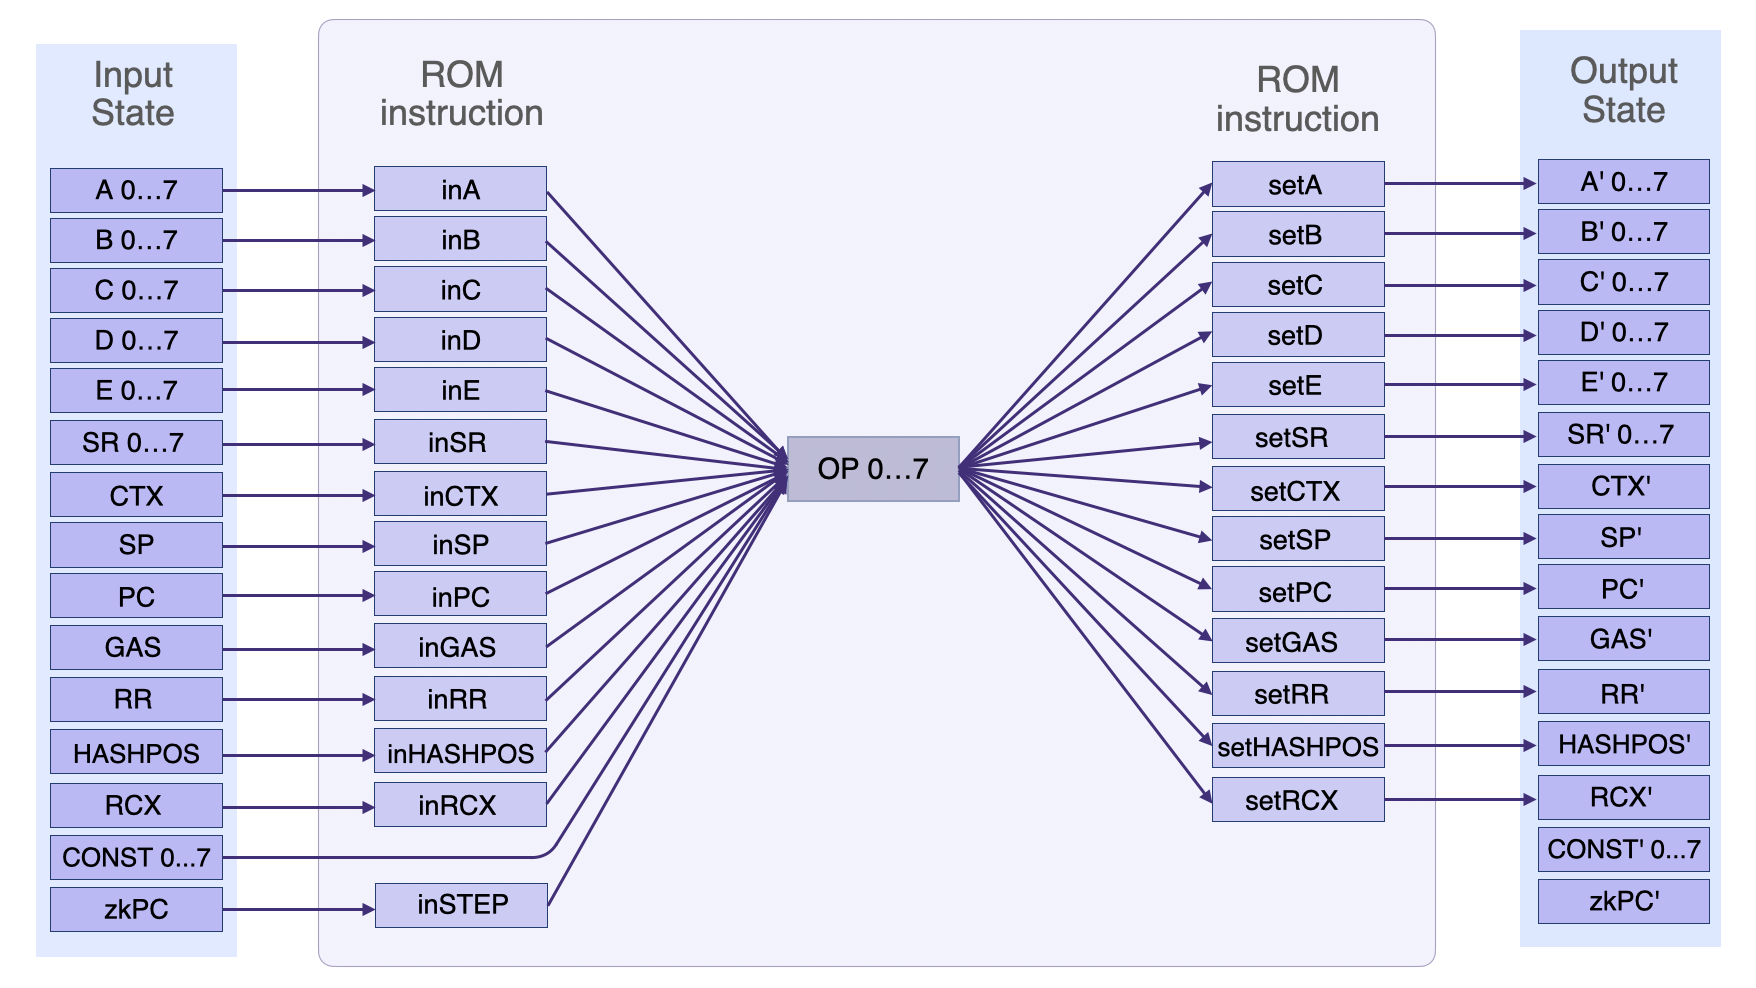 Input
State
A 0...7
B 0...7
C 0...7
D 0...7
E 0...7
SR 0...7
CTX
SP
PC
GAS
RR
HASHPOS
RCX
CONST 0...7
zkPC
ROM
instruction
inA
inB
inC
inD
inE
inSR
inCTX
inSP
inPC
inGAS
inRR
inHASHPOS
inRCX
inSTEP
OP 0...7
ROM
instruction
setA
setB
setC
setD
setE
setSR
setCTX
setSP
setPC
setGAS
setRR
setHASHPOS
setRCX
Output
State
A' 0...7
B' 0...7
C' 0...7
D' 0...7
E' 0...7
SR' 0...7
CTX'
SP'
PC'
GAS'
RR'
HASHPOS'
RCX'
CONST' 0...7
zkPC'